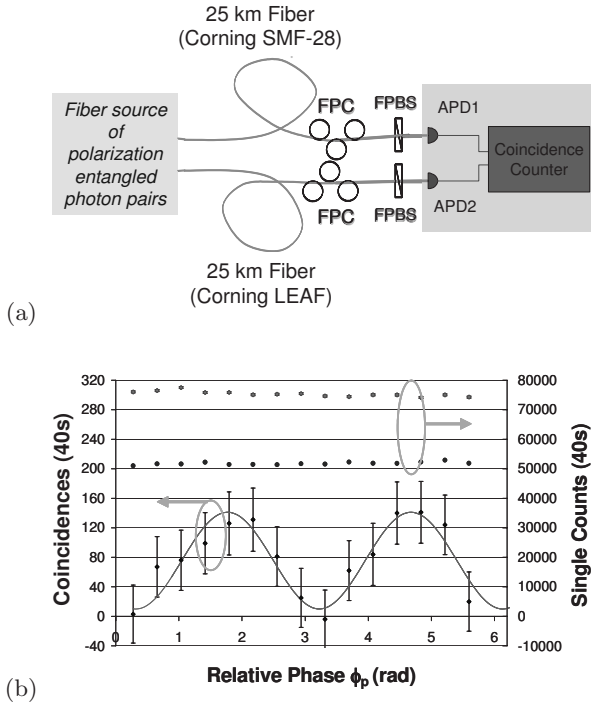 25 km Fiber
(Corning SMF-28)
Fiber source
of
polarization
entangled
photon pairs
FPC
FPBS
APD1
Coincidence
Counter
FPC
FPBS
APD2
25 km Fiber
(Corning LEAF)
(a)
Coincidences (40s)
320
280
240
200
160
120
80
40
0
-40
80000
70000
60000
50000
40000
30000
20000
10000
0
-10000
Single Counts (40s)
0 1 2 3 4 5 6
Relative Phase ϕp (rad)
(b)